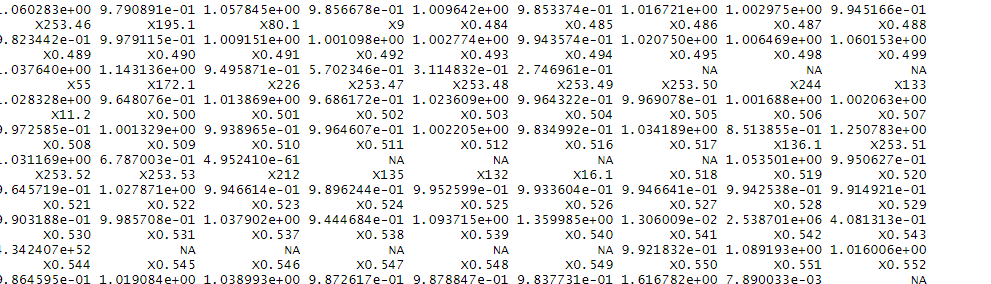 1.060283e+00 9.790891e-01 1.057845e+00 9.856678e-01 1.009642e+00 9.853374e-01 1.016721e+00 1.002975e+00 9.945166e-01
X253.46 X195.1 X80.1 X9 X0.484 X0.485 X0.486 X0.487 X0.488
9.823442e-01 9.979115e-01 1.009151e+00 1.001098e+00 1.002774e+00 9.943574e-01 1.020750e+00 1.006469e+00 1.060153e+00
X0.489 X0.490 X0.491 X0.492 X0.493 X0.494 X0.495 X0.498 X0.499
1.037640e+00 1.143136e+00 9.495871e-01 5.702346e-01 3.114832e-01 2.746961e-01 NA NA NA
X55 X172.1 X226 X253.47 X253.48 X253.49 X253.50 X244 X133
1.028328e+00 9.648076e-01 1.013869e+00 9.686172e-01 1.023609e+00 9.964322e-01 9.969078e-01 1.001688e+00 1.002063e+00
X11.2 X0.500 X0.501 X0.502 X0.503 X0.504 X0.505 X0.506 X0.507
9.972585e-01 1.001329e+00 9.938965e-01 9.964607e-01 1.002205e+00 9.834992e-01 1.034189e+00 8.513855e-01 1.250783e+00
X0.508 X0.509 X0.510 X0.511 X0.512 X0.516 X0.517 X136.1 X253.51
1.031169e+00 6.787003e-01 4.952410e-61 NA NA NA NA 1.053501e+00 9.950627e-01
X253.52 X253.53 X212 X135 X132 X16.1 X0.518 X0.519 X0.520
9.645719e-01 1.027871e+00 9.946614e-01 9.896244e-01 9.952599e-01 9.933604e-01 9.946641e-01 9.942538e-01 9.914921e-01
X0.521 X0.522 X0.523 X0.524 X0.525 X0.526 X0.527 X0.528 X0.529
9.903188e-01 9.985708e-01 1.037902e+00 9.444684e-01 1.093715e+00 1.359985e+00 1.306009e-02 2.538701e+06 4.081313e-01
X0.530 X0.531 X0.537 X0.538 X0.539 X0.540 X0.541 X0.542 X0.543
.342407e+52 NA NA NA NA NA 9.921832e-01 1.089193e+00 1.016006e+00
X0.544 X0.545 X0.546 X0.547 X0.548 X0.549 X0.550 X0.551 X0.552
9.864595e-01 1.019084e+00 1.038993e+00 9.872617e-01 9.878847e-01 9.837731e-01 1.616782e+00 7.890033e-03 NA